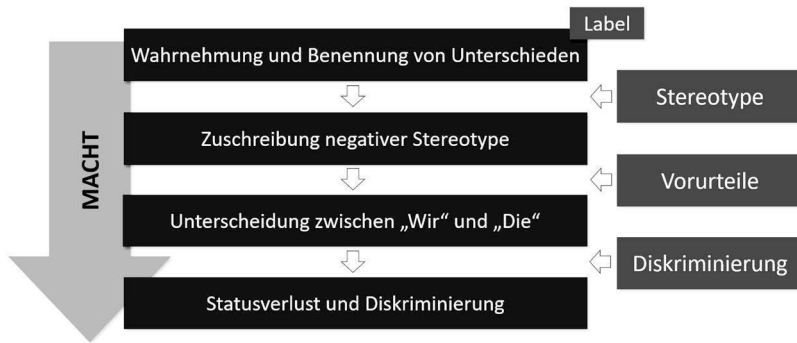 Label
Wahrnehmung und Benennung von Unterschieden
Stereotype
Zuschreibung negativer Stereotype
MACHT
Vorurteile
Unterscheidung zwischen „Wir“ und „Die“
Diskriminierung
Statusverlust und Diskriminierung